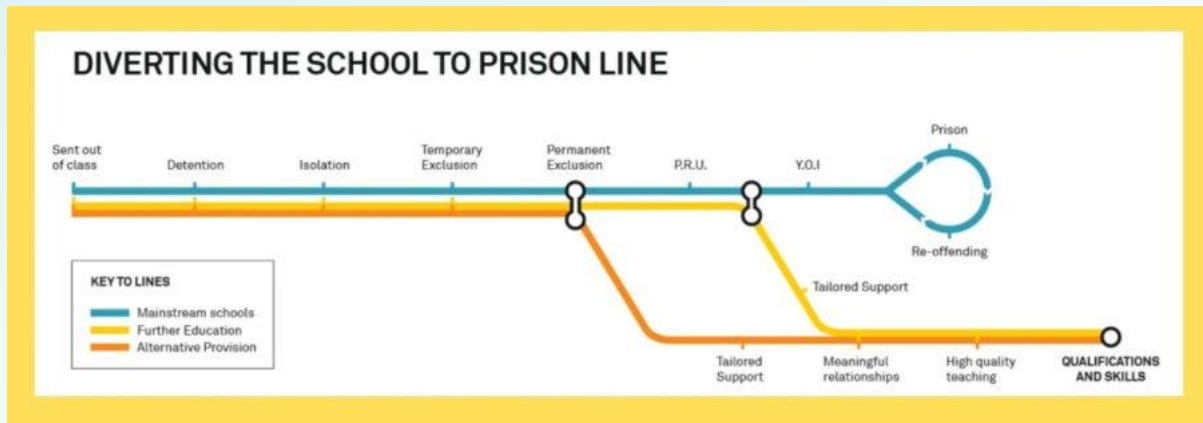 DIVERTING THE SCHOOL TO PRISON LINE
Sent out
of class
Detention
Isolation
Temporary
Exclusion
Permanent
Exclusion
P.R.U.
Y.O.I
Prison
Re-offending
KEY TO LINES
Mainstream schools
Further Education
Alternative Provision
Tailored Support
Tailored
Support
Meaningful
relationships
High quality
teaching
QUALIFICATIONS
AND SKILLS